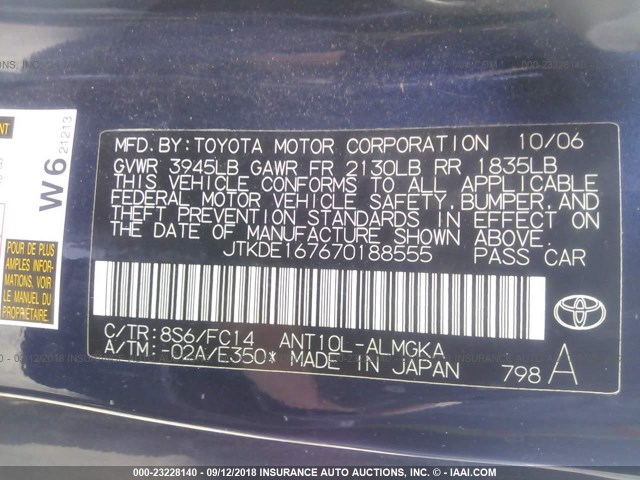 MFD. BY: TOYOTA MOTOR CORPORATION 10/06
GVWR 3945LB GAWR FR 2130LB RR 1835LB
THIS VEHICLE CONFORMS TO ALL APPLICABLE
FEDERAL MOTOR VEHICLE SAFETY, BUMPER, AND
THEFT PREVENTION STANDARDS IN EFFECT ON
THE DATE OF MANUFACTURE SHOWN ABOVE.
JTKDE167670188555 PASS CAR
C/TR: 8S6/FC14 ANT10L-ALMGKA
A/TM: -02A/E350* MADE IN JAPAN
798 A
W6
21213
POUR DE PLUS
AMPLES INFOR-
MATIONS, VOIR
LE MANUEL DU
PROPRIÉTAIRE.
000-23228140 - 09/12/2018 - INSURANCE AUTO AUCTIONS, INC. - © IAAI.COM